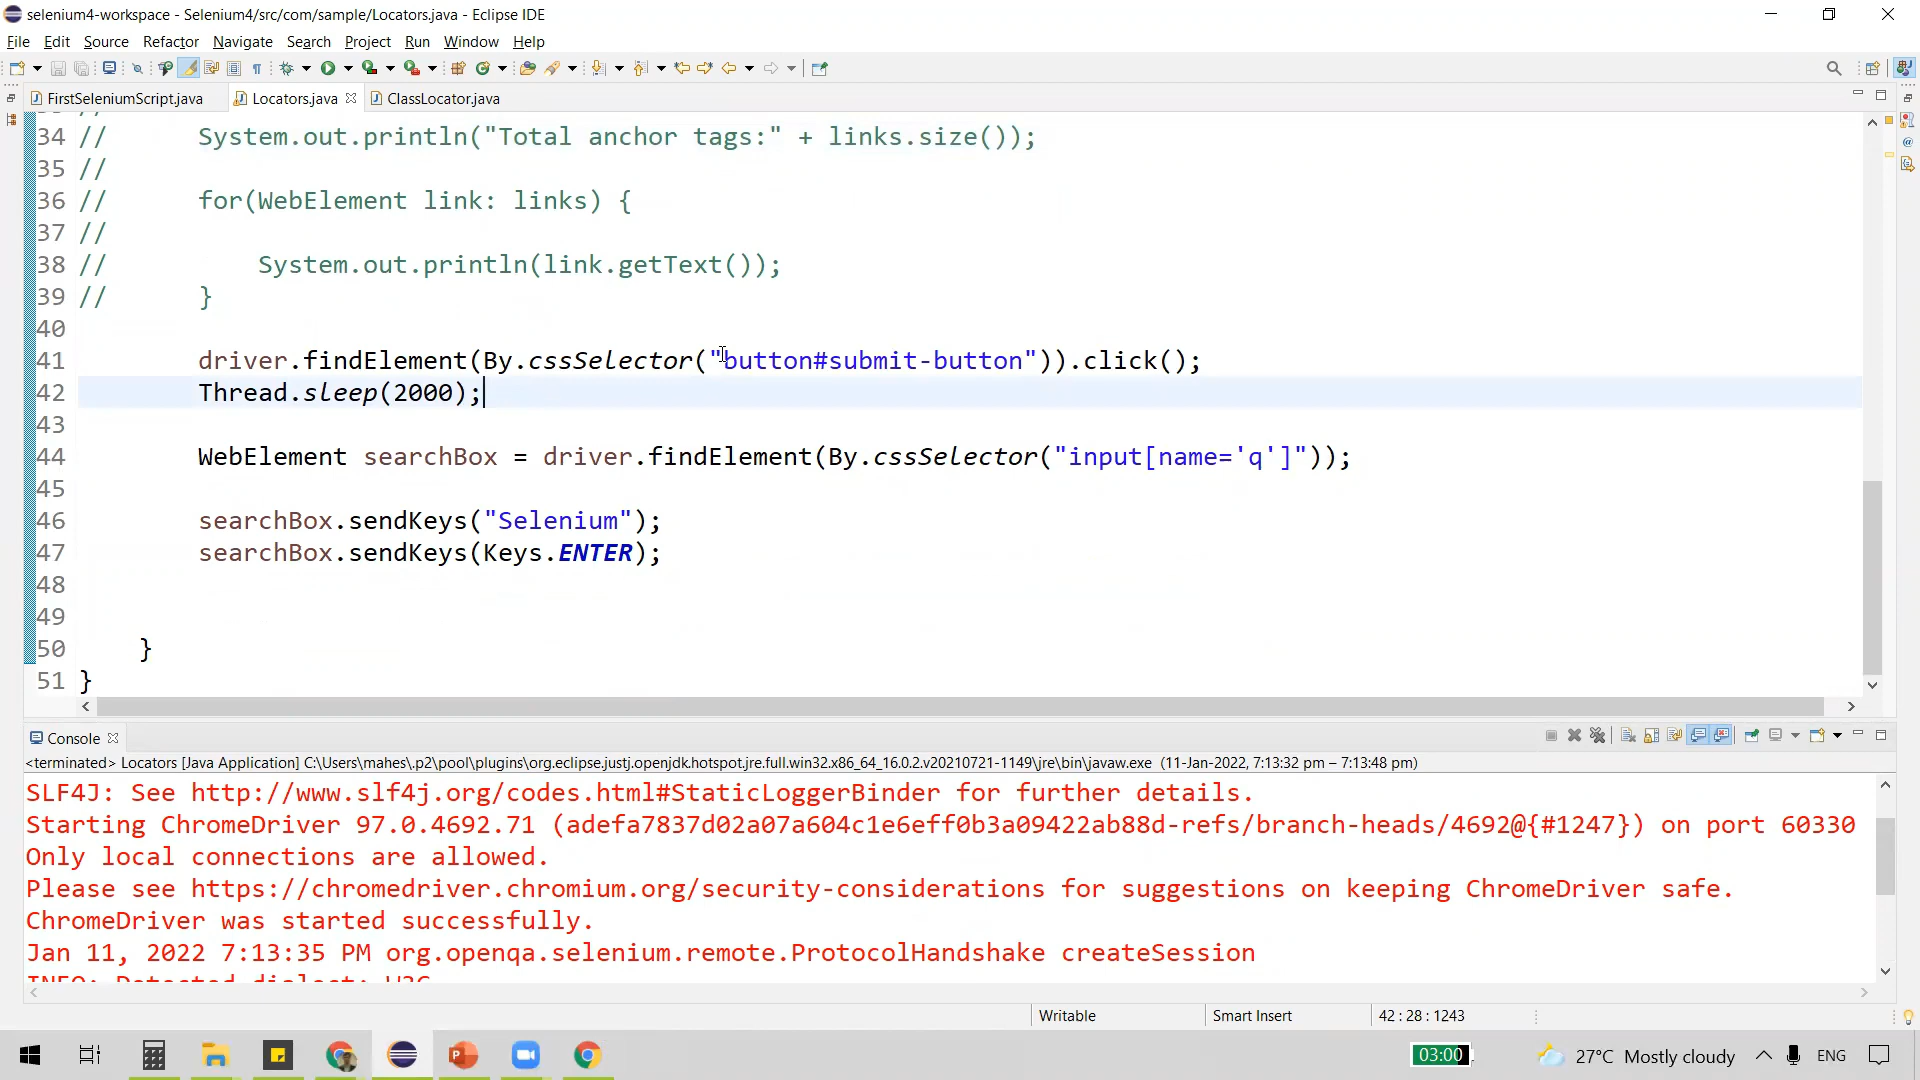 selenium4-workspace - Selenium4/src/com/sample/Locators.java - Eclipse IDE
File Edit Source Refactor Navigate Search Project Run Window Help
FirstSeleniumScript.java Locators.java ClassLocator.java
34 // System.out.println("Total anchor tags:" + links.size());
35 //
36 // for(WebElement link: links) {
37 //
38 // System.out.println(link.getText());
39 // }
40
41 driver.findElement(By.cssSelector("button#submit-button")).click();
42 Thread.sleep(2000);
43
44 WebElement searchBox = driver.findElement(By.cssSelector("input[name='q']"));
45
46 searchBox.sendKeys("Selenium");
47 searchBox.sendKeys(Keys.ENTER);
48
49
50 }
51 }
Console
<terminated> Locators [Java Application] C:\Users\mahes\.p2\pool\plugins\org.eclipse.justj.openjdk.hotspot.jre.full.win32.x86_64_16.0.2.v20210721-1149\jre\bin\javaw.exe (11-Jan-2022, 7:13:32 pm – 7:13:48 pm)
SLF4J: See http://www.slf4j.org/codes.html#StaticLoggerBinder for further details.
Starting ChromeDriver 97.0.4692.71 (adefa7837d02a07a604c1e6eff0b3a09422ab88d-refs/branch-heads/4692@{#1247}) on port 60330
Only local connections are allowed.
Please see https://chromedriver.chromium.org/security-considerations for suggestions on keeping ChromeDriver safe.
ChromeDriver was started successfully.
Jan 11, 2022 7:13:35 PM org.openqa.selenium.remote.ProtocolHandshake createSession
INFO: Detected dialect: W3C
Writable Smart Insert 42 : 28 : 1243
03:00 27°C Mostly cloudy ENG